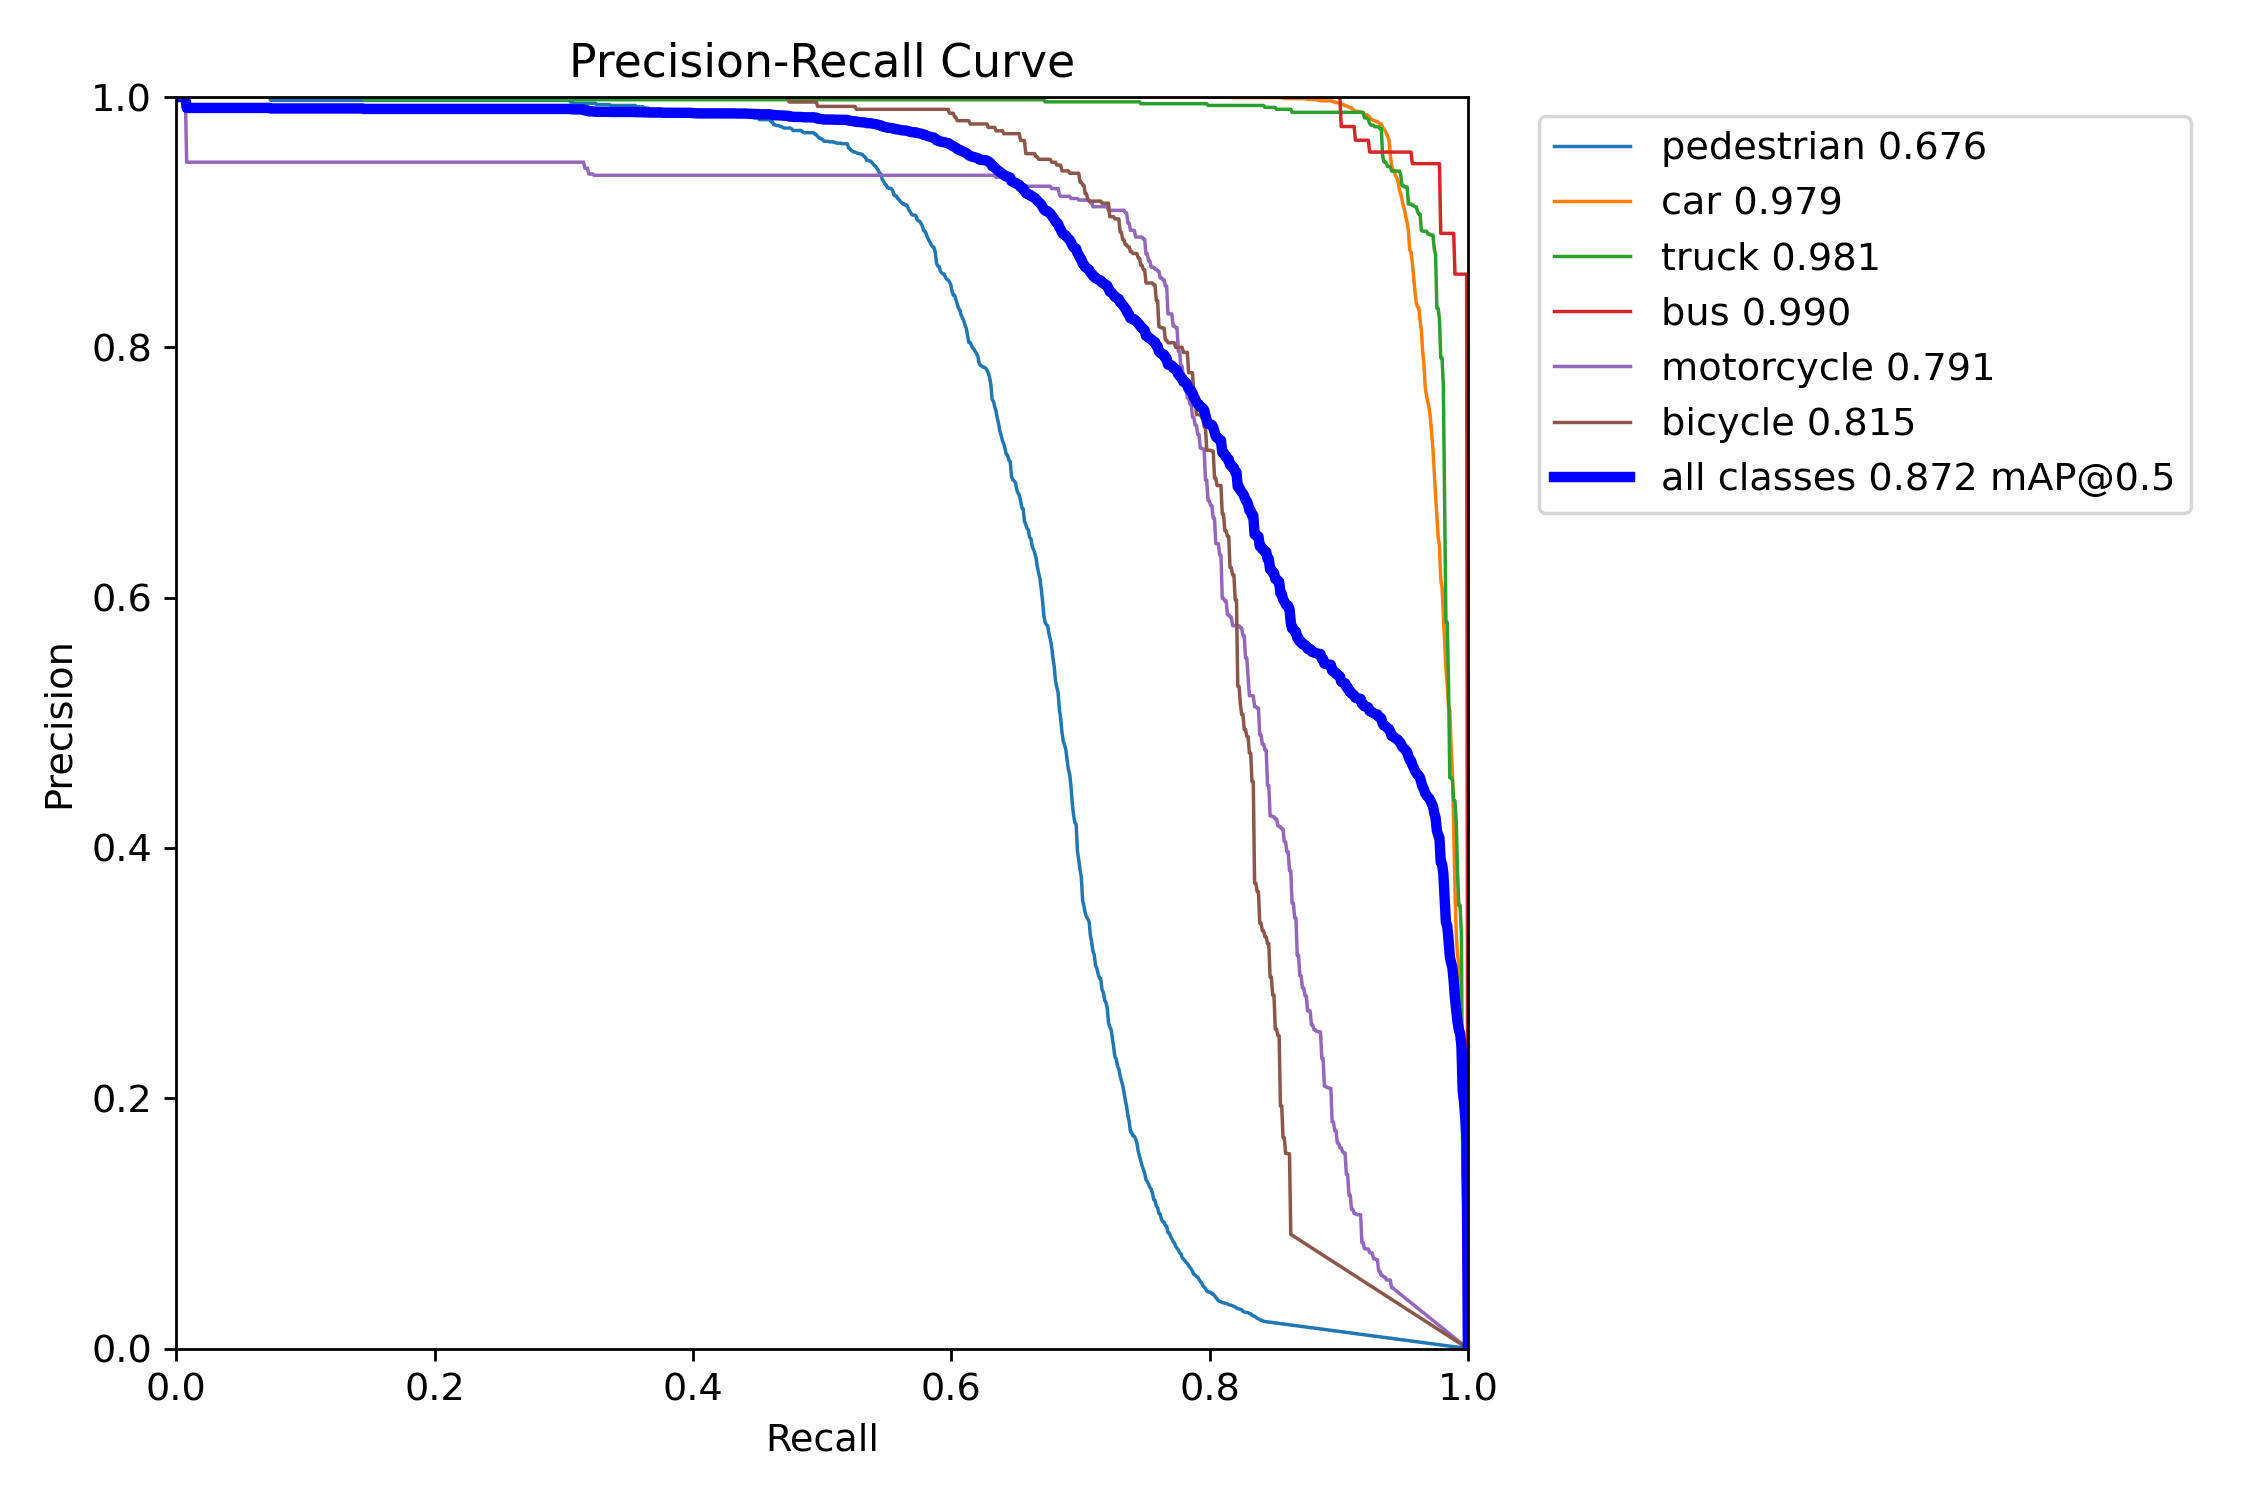 Precision-Recall Curve
1.0
0.8
0.6
0.4
0.2
0.0
Precision
0.0 0.2 0.4 0.6 0.8 1.0
Recall
pedestrian 0.676
car 0.979
truck 0.981
bus 0.990
motorcycle 0.791
bicycle 0.815
all classes 0.872 mAP@0.5